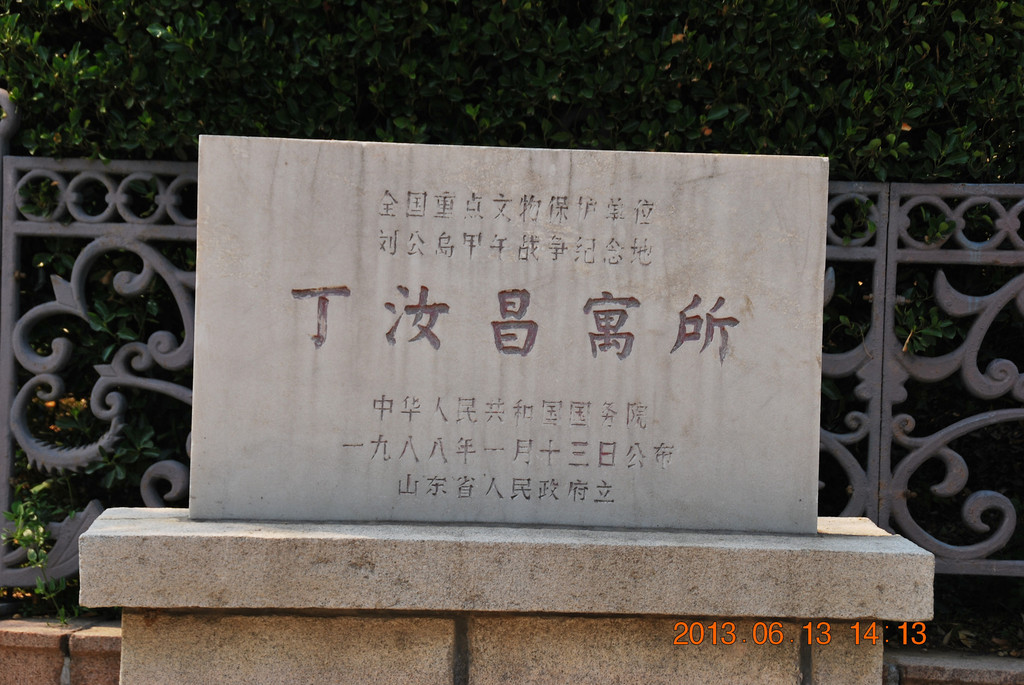 全国重点文物保护单位
刘公岛甲午战争纪念地
丁汝昌寓所
中华人民共和国国务院
一九八八年一月十三日公布
山东省人民政府立
2013.06.13 14:13